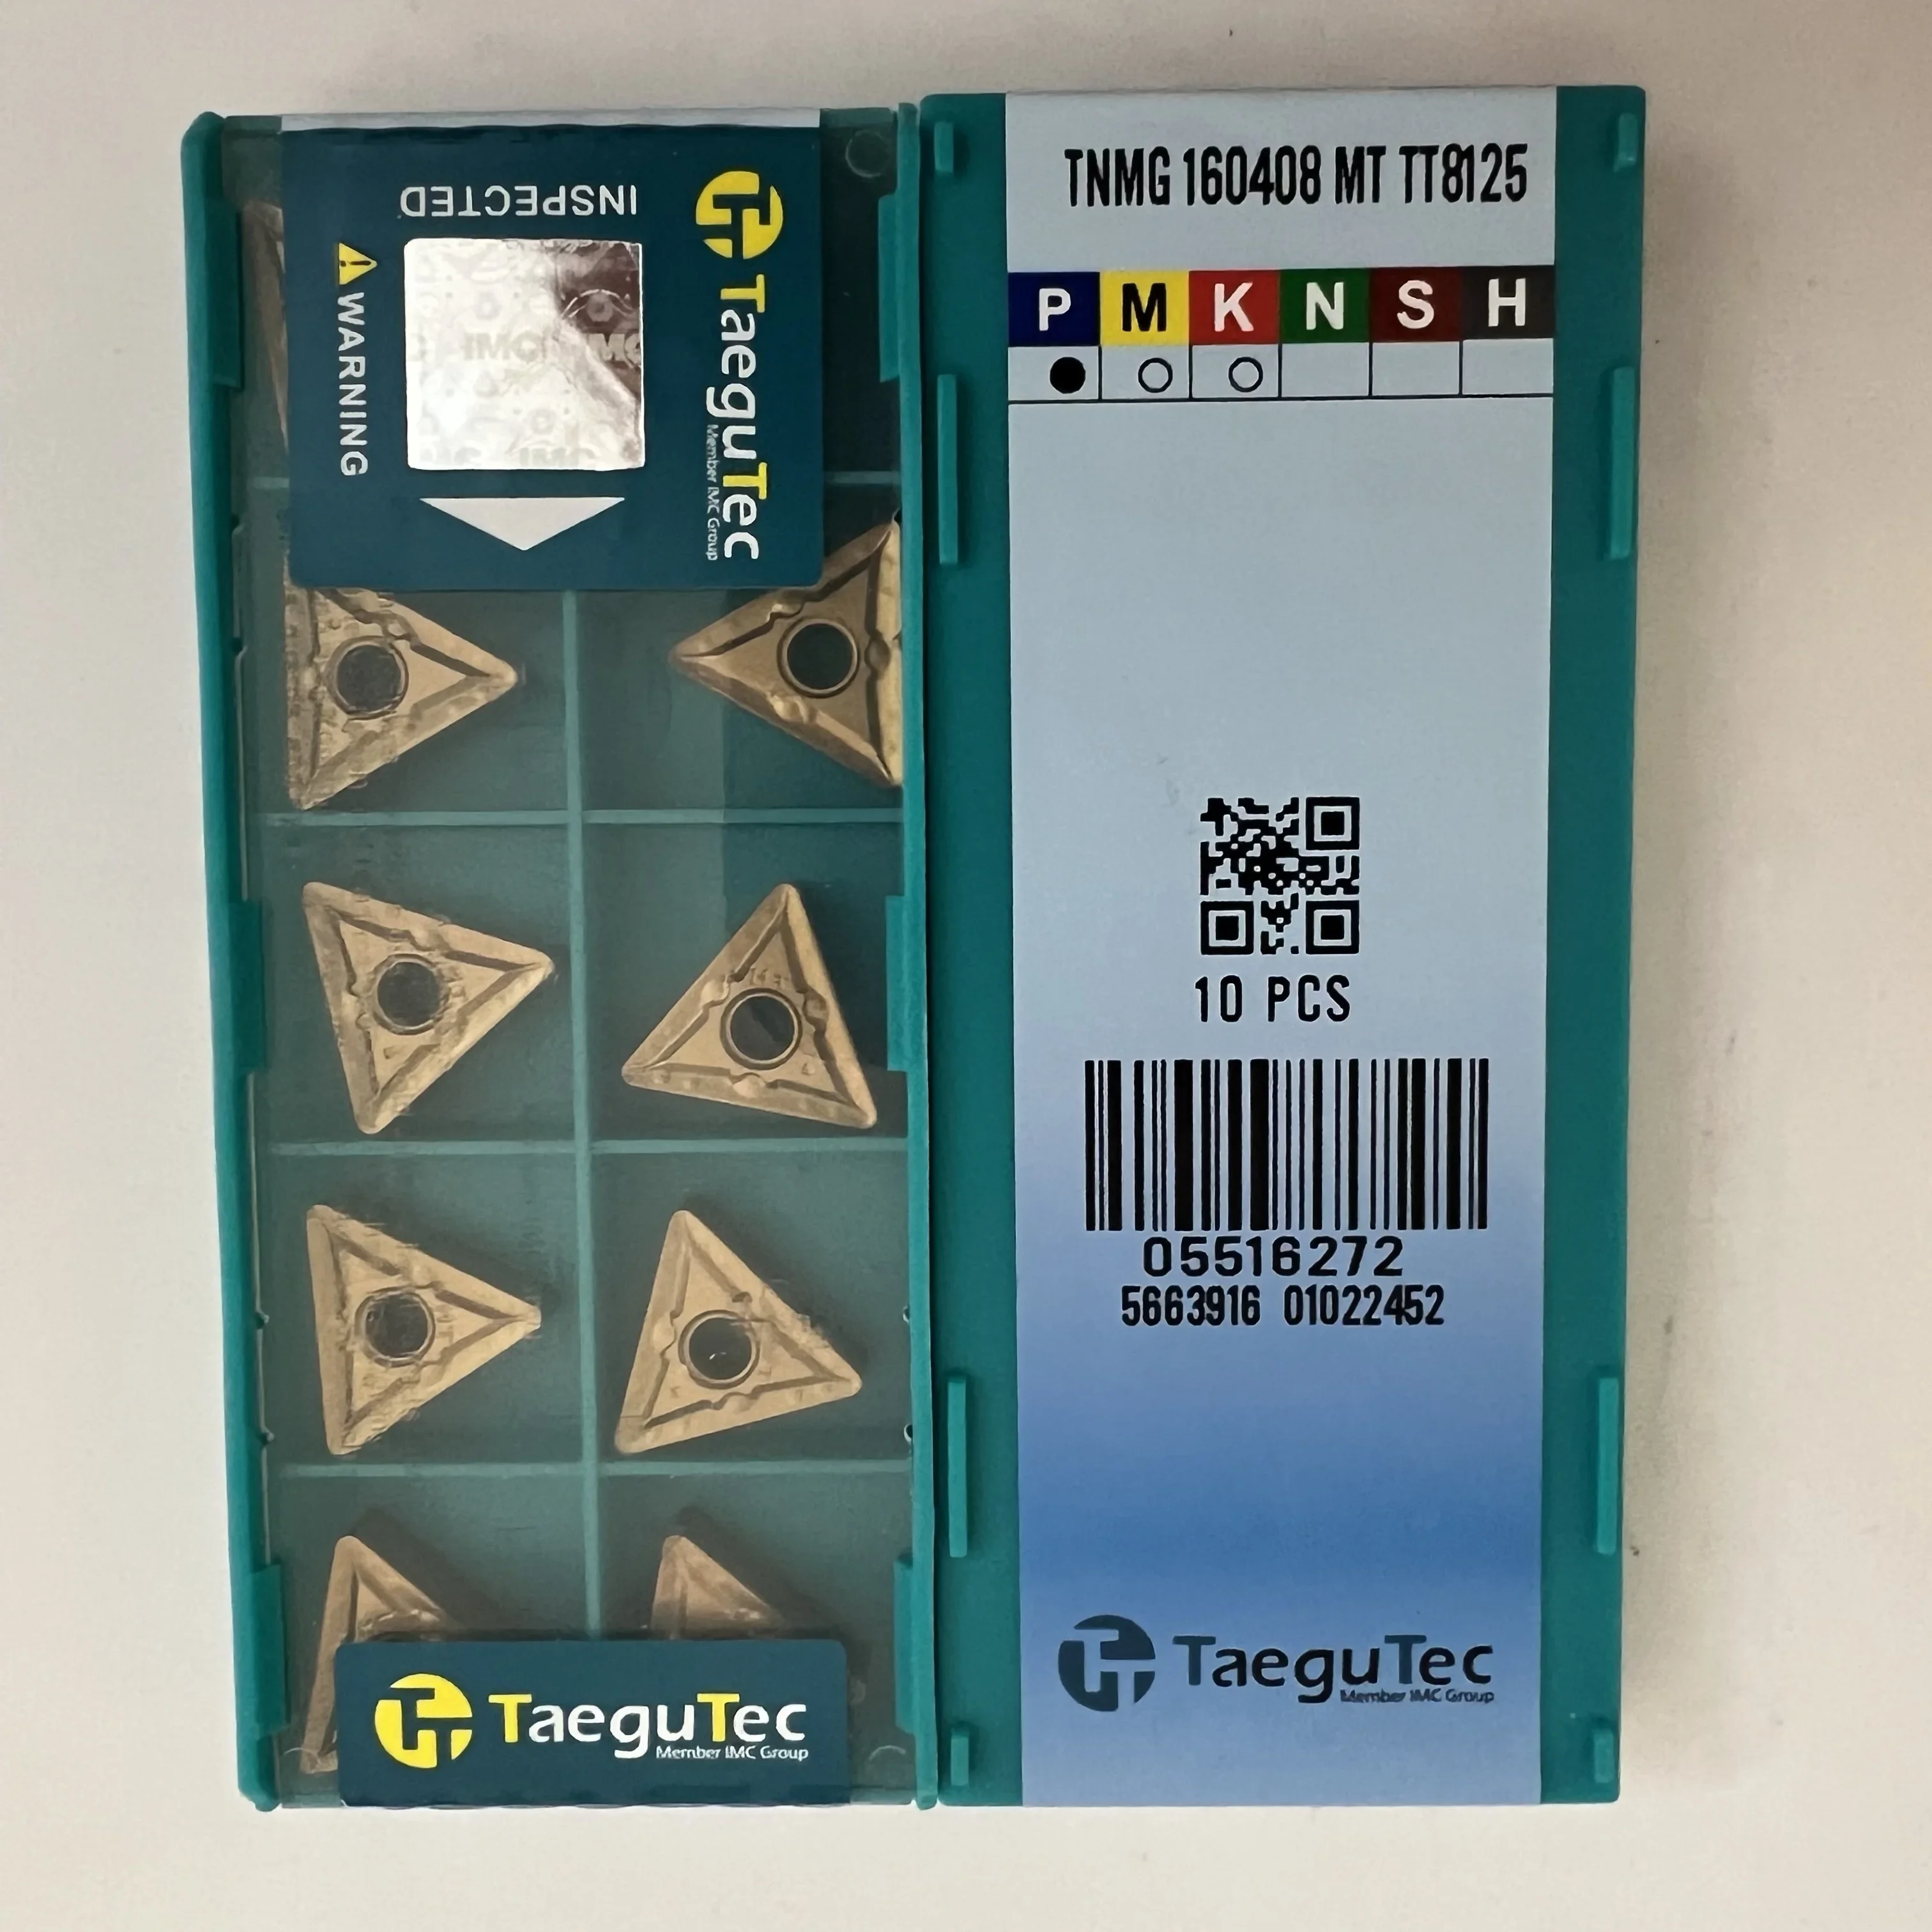 INSPECTED
WARNING
TaeguTec
Member IMC Group
IMC
TaeguTec
Member IMC Group
TNMG 160408 MT TT8125
P M K N S H
10 PCS
05516272
5663916 01022452
TaeguTec
Member IMC Group